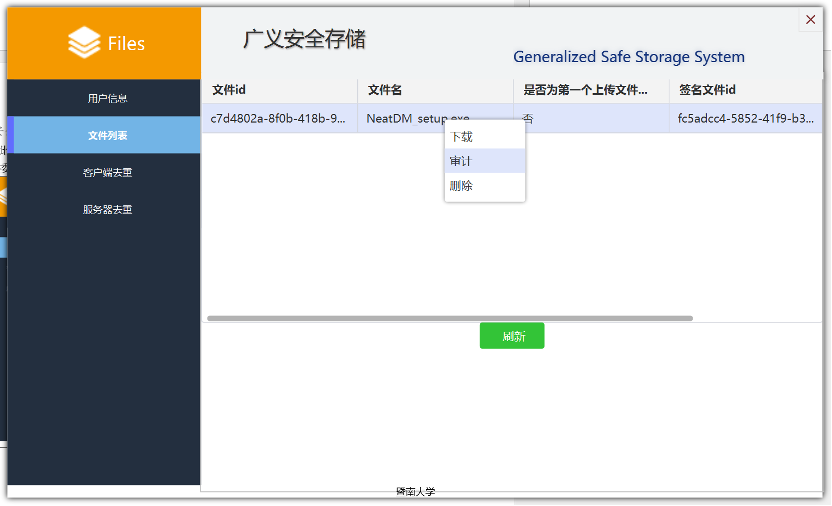 Files
广义安全存储
Generalized Safe Storage System
用户信息
文件列表
客户端去重
服务器去重
文件id 文件名 是否为第一个上传文件... 签名文件id
c7d4802a-8f0b-418b-9... NeatDM_setup.exe 否 fc5adcc4-5852-41f9-b3...
下载
审计
删除
刷新
暨南大学